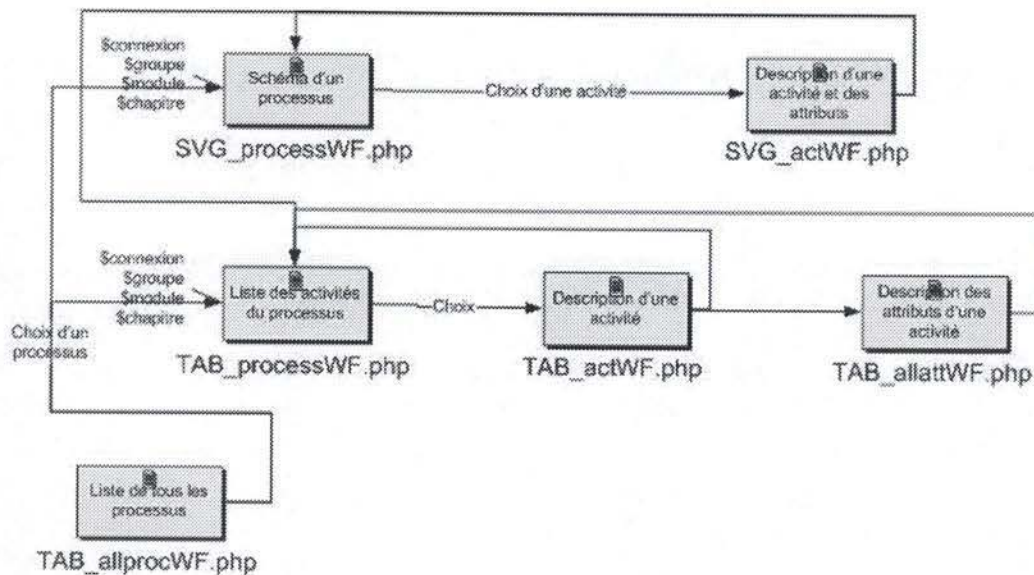 $connexion
$groupe
$module
$chapitre
Schéma d'un
processus
SVG_processWF.php
Choix d'une activité
Description d'une
activité et des
attributs
SVG_actWF.php
$connexion
$groupe
$module
$chapitre
Liste des activités
du processus
TAB_processWF.php
Choix
Description d'une
activité
TAB_actWF.php
Description des
attributs d'une
activité
TAB_allattWF.php
Choix d'un
processus
Liste de tous les
processus
TAB_allprocWF.php